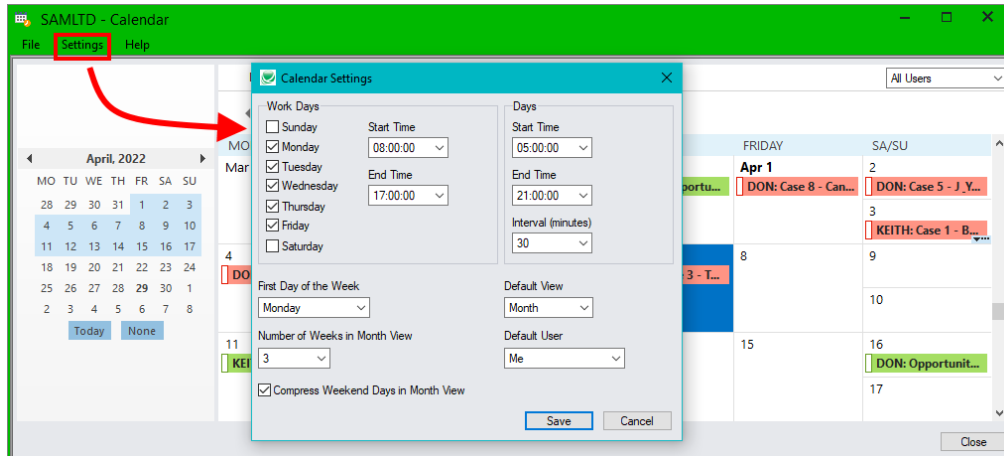 SAMLTD - Calendar
File Settings Help
All Users
April, 2022
MO TU WE TH FR SA SU
28 29 30 31 1 2 3
4 5 6 7 8 9 10
11 12 13 14 15 16 17
18 19 20 21 22 23 24
25 26 27 28 29 30 1
2 3 4 5 6 7 8
Today None
Calendar Settings
Work Days
Sunday
Monday
Tuesday
Wednesday
Thursday
Friday
Saturday
Start Time
08:00:00
End Time
17:00:00
Days
Start Time
05:00:00
End Time
21:00:00
Interval (minutes)
30
First Day of the Week
Monday
Default View
Month
Number of Weeks in Month View
3
Default User
Me
Compress Weekend Days in Month View
Save Cancel
MO FRIDAY SA/SU
Mar Apr 1 2
portu... DON: Case 8 - Can... DON: Case 5 - J_Y...
3
KEITH: Case 1 - B...
4 8 9
DO 3 - T...
10
11 15 16
KEI DON: Opportunit...
17
Close